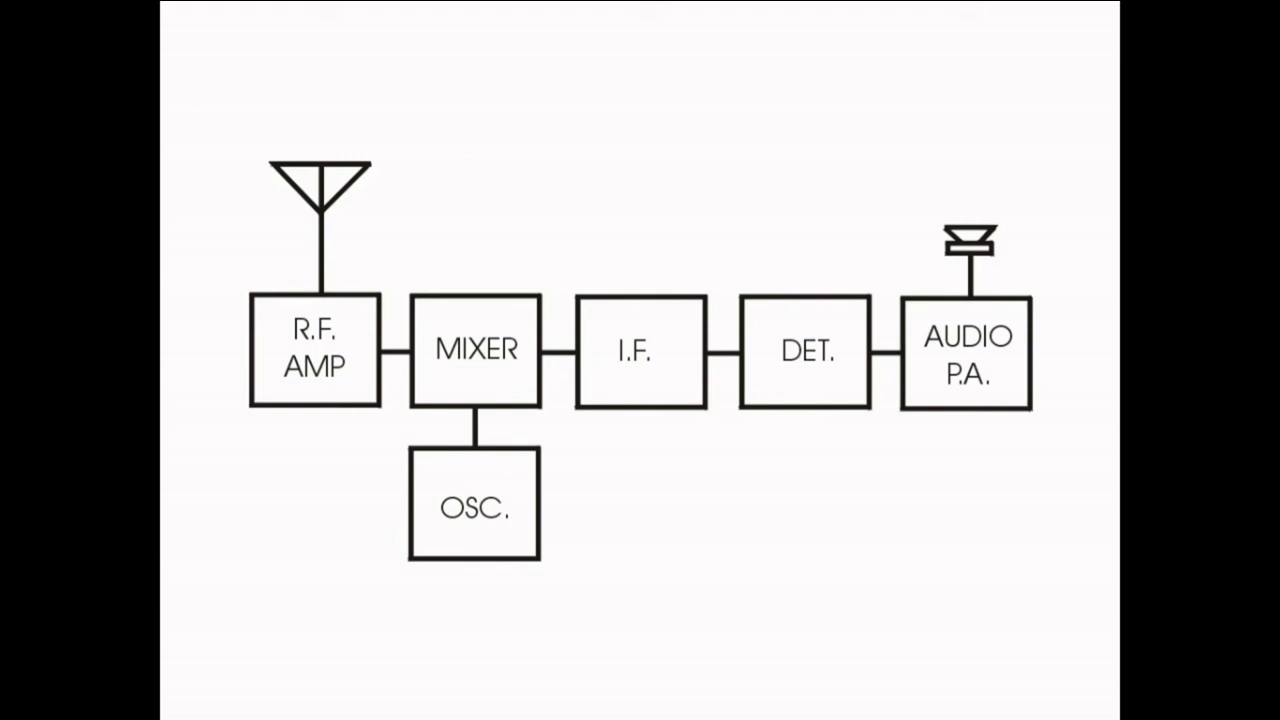 R.F.
AMP
MIXER
I.F.
DET.
AUDIO
P.A.
OSC.